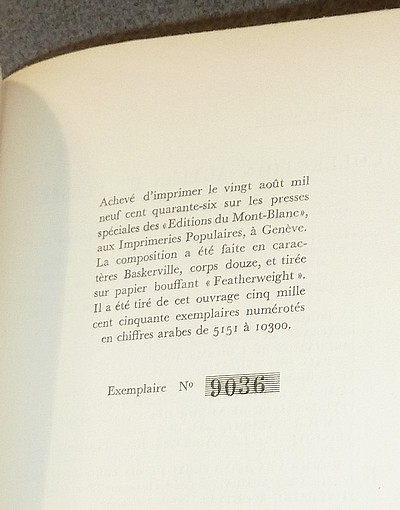 Achevé d'imprimer le vingt août mil
neuf cent quarante-six sur les presses
spéciales des «Editions du Mont-Blanc»,
aux Imprimeries Populaires, à Genève.
La composition a été faite en carac-
tères Baskerville, corps douze, et tirée
sur papier bouffant « Featherweight ».
Il a été tiré de cet ouvrage cinq mille
cent cinquante exemplaires numérotés
en chiffres arabes de 5151 à 10300.
Exemplaire Nº 9036